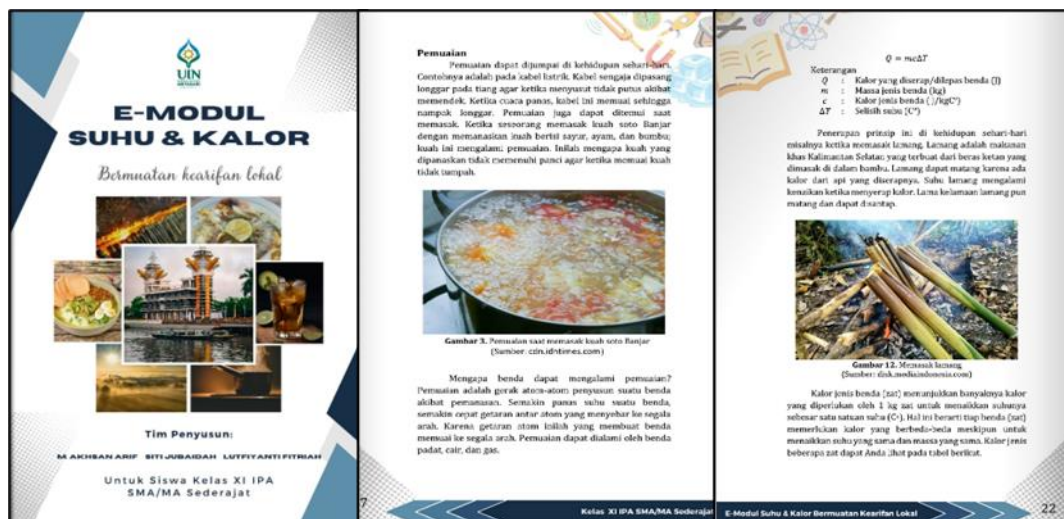 UIN
E-MODUL
SUHU & KALOR
Bermuatan kearifan lokal
Tim Penyusun:
M. AKHSAN ARIF SITI JUBAIDAH LUTFIYANTI FITRIAH
Untuk Siswa Kelas XI IPA
SMA/MA Sederajat
Pemuaian
Pemuaian dapat dijumpai di kehidupan sehari-hari.
Contohnya adalah pada kabel listrik. Kabel sengaja dipasang
longgar pada tiang agar ketika menyusut tidak putus akibat
memendek. Ketika cuaca panas, kabel ini memuai sehingga
nampak longgar. Pemuaian juga dapat ditemui saat
memasak. Ketika seseorang memasak kuah soto Banjar
dengan memanaskan kuah berisi sayur, ayam, dan bumbu;
kuah ini mengalami pemuaian. Inilah mengapa kuah yang
dipanaskan tidak memenuhi panci agar ketika memuai kuah
tidak tumpah.
Gambar 3. Pemuaian saat memasak kuah soto Banjar
(Sumber: cdn.idntimes.com)
Mengapa benda dapat mengalami pemuaian?
Pemuaian adalah gerak atom-atom penyusun suatu benda
akibat pemanasan. Semakin panas suhu suatu benda,
semakin cepat getaran antar atom yang menyebar ke segala
arah. Karena getaran atom inilah yang membuat benda
memuai ke segala arah. Pemuaian dapat dialami oleh benda
padat, cair, dan gas.
7
Kelas XI IPA SMA/MA Sederajat
Q = mcΔT
Keterangan
Q : Kalor yang diserap/dilepas benda (J)
m : Massa jenis benda (kg)
c : Kalor jenis benda (J/kgC°)
ΔT : Selisih suhu (C°)
Penerapan prinsip ini di kehidupan sehari-hari
misalnya ketika memasak lamang. Lamang adalah makanan
khas Kalimantan Selatan yang terbuat dari beras ketan yang
dimasak di dalam bambu. Lamang dapat matang karena ada
kalor dari api yang diserapnya. Suhu lamang mengalami
kenaikan ketika menyerap kalor. Lama kelamaan lamang pun
matang dan dapat disantap.
Gambar 12. Memasak lamang
(Sumber: disk.mediaindonesia.com)
Kalor jenis benda (zat) menunjukkan banyaknya kalor
yang diperlukan oleh 1 kg zat untuk menaikkan suhunya
sebesar satu satuan suhu (C°). Hal ini berarti tiap benda (zat)
memerlukan kalor yang berbeda-beda meskipun untuk
menaikkan suhu yang sama dan massa yang sama. Kalor jenis
beberapa zat dapat Anda lihat pada tabel berikut.
E-Modul Suhu & Kalor Bermuatan Kearifan Lokal
22